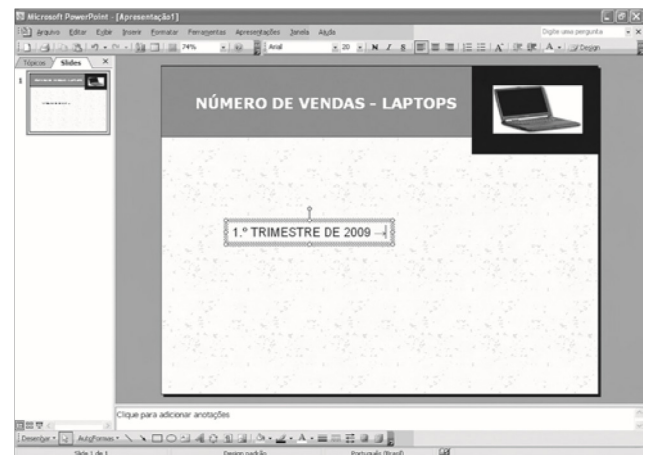 Microsoft PowerPoint - [Apresentação1]
Arquivo Editar Exibir Inserir Formatar Ferramentas Apresentações Janela Ajuda
Digite uma pergunta
74% Arial 20 N I S A Design
Tópicos Slides
1
NÚMERO DE VENDAS - LAPTOPS
1.º TRIMESTRE DE 2009 →
Clique para adicionar anotações
Desenhar AutoFormas
Slide 1 de 1 Design padrão Português (Brasil)